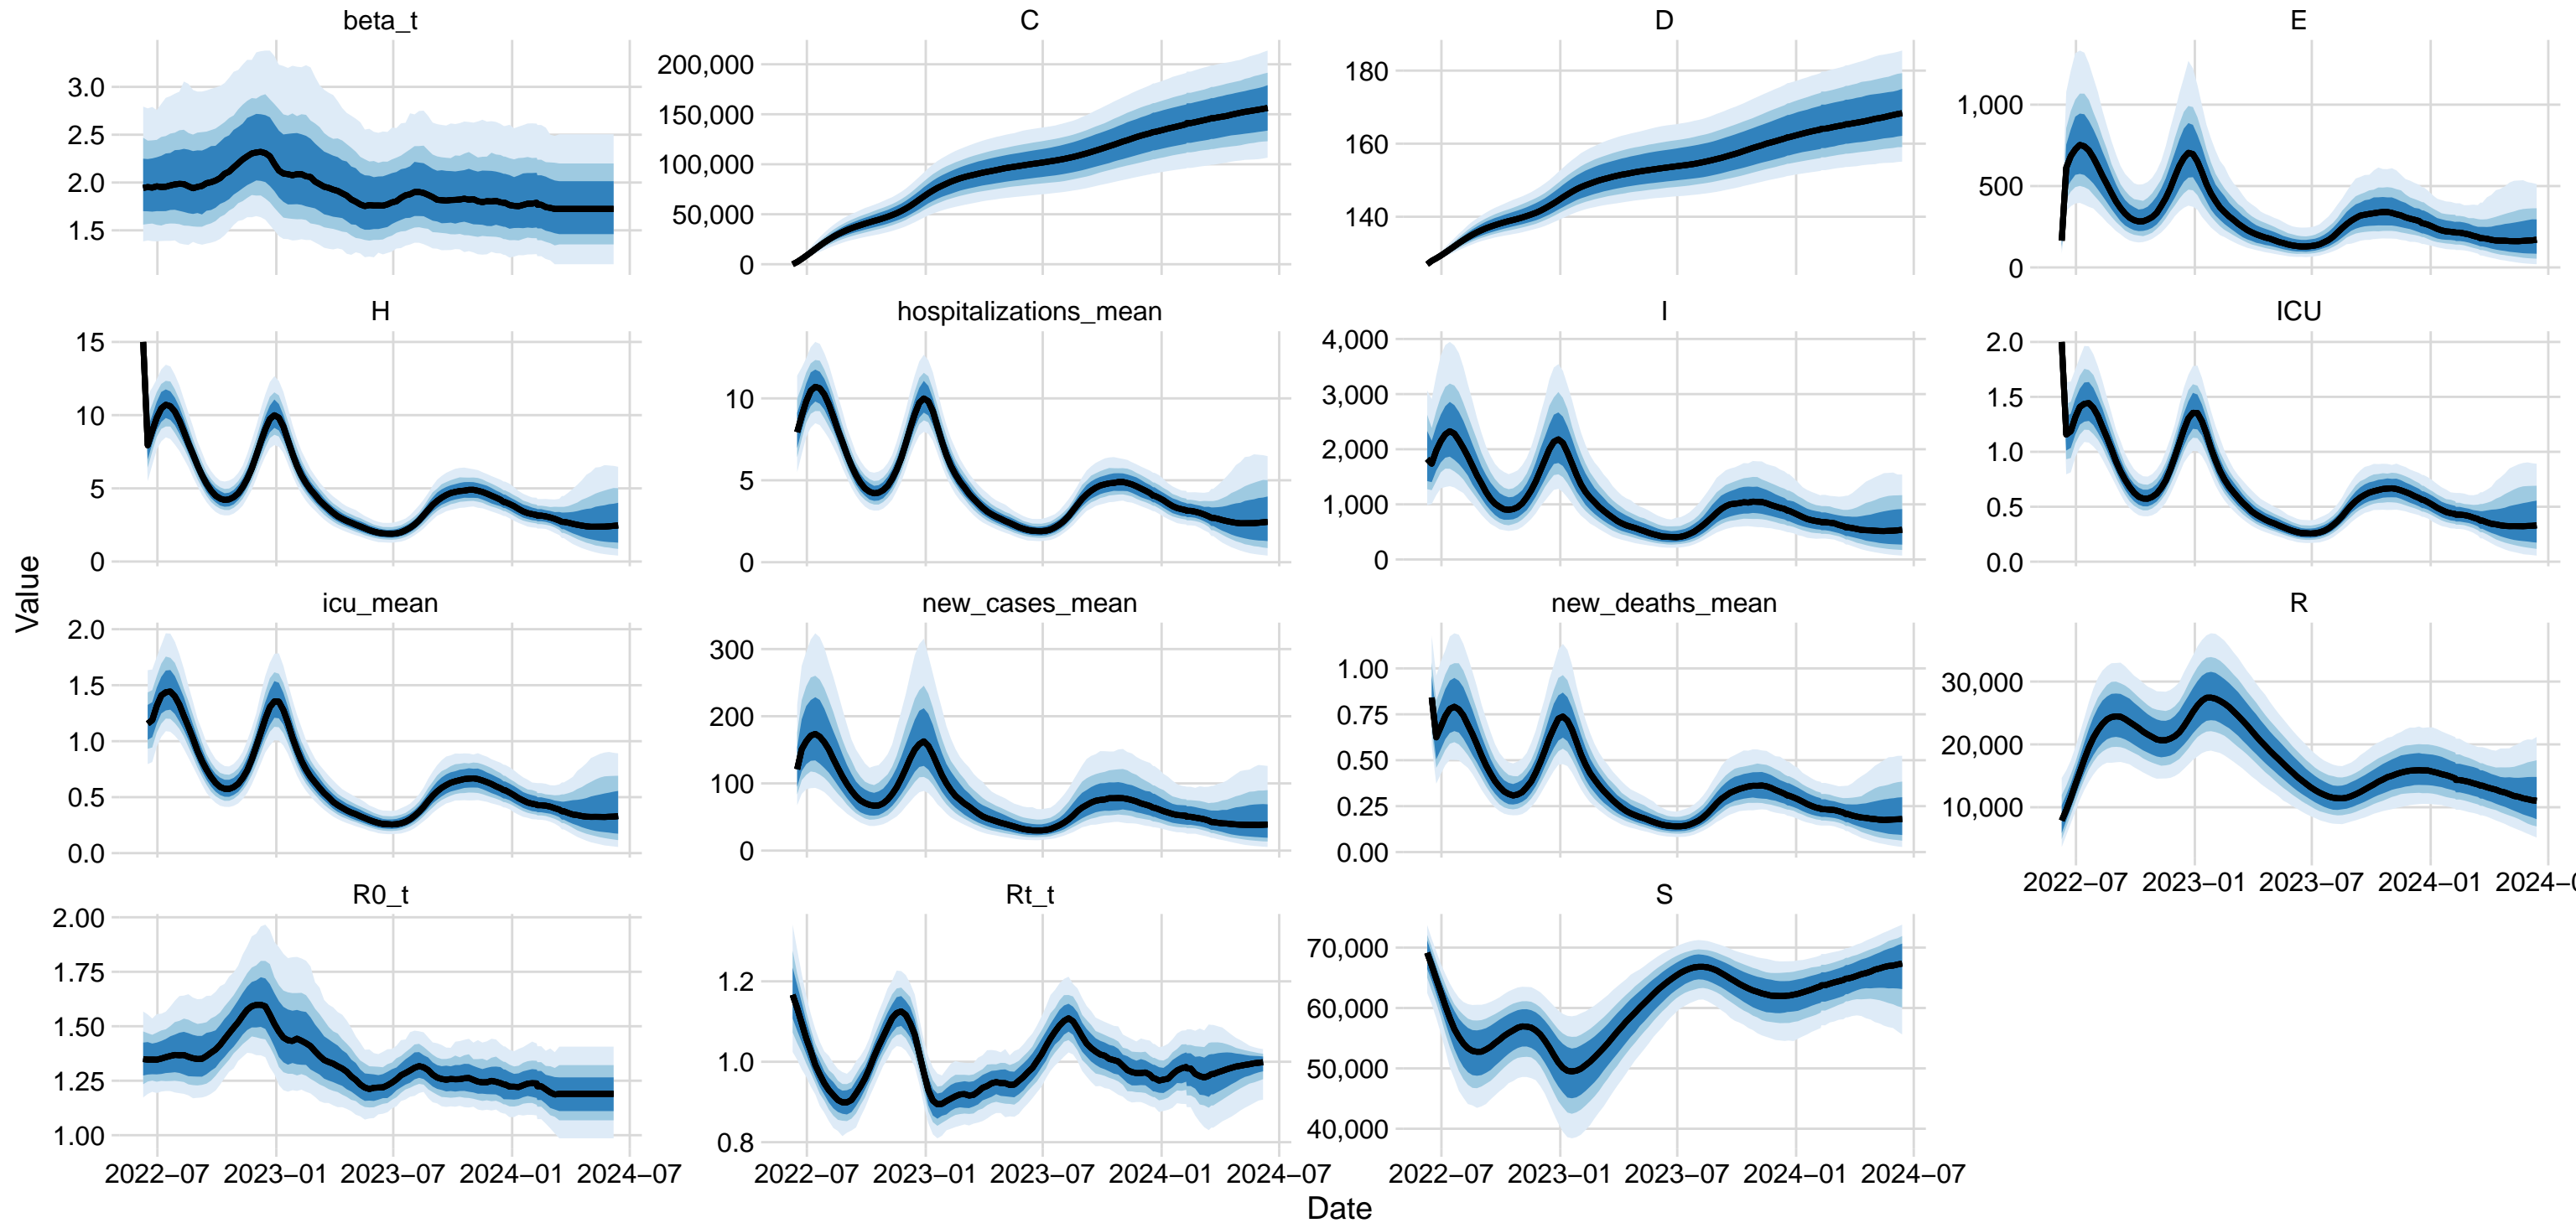 beta_t
C
D
E
3.0
2.5
2.0
1.5
200,000
150,000
100,000
50,000
0
180
160
140
1,000
500
0
H
hospitalizations_mean
I
ICU
15
10
5
0
10
5
0
4,000
3,000
2,000
1,000
0
2.0
1.5
1.0
0.5
0.0
Value
icu_mean
new_cases_mean
new_deaths_mean
R
2.0
1.5
1.0
0.5
0.0
300
200
100
0
1.00
0.75
0.50
0.25
0.00
30,000
20,000
10,000
2022−07 2023−01 2023−07 2024−01 2024−0
R0_t
Rt_t
S
2.00
1.75
1.50
1.25
1.00
1.2
1.0
0.8
70,000
60,000
50,000
40,000
2022−07 2023−01 2023−07 2024−01 2024−07
2022−07 2023−01 2023−07 2024−01 2024−07
2022−07 2023−01 2023−07 2024−01 2024−07
Date